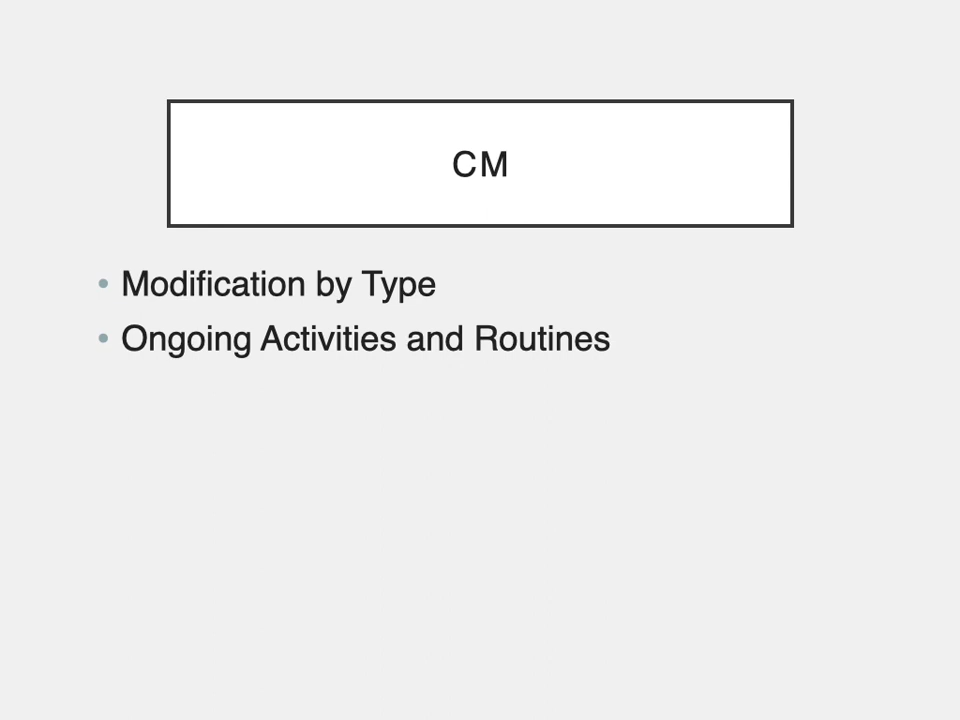 CM
• Modification by Type
• Ongoing Activities and Routines